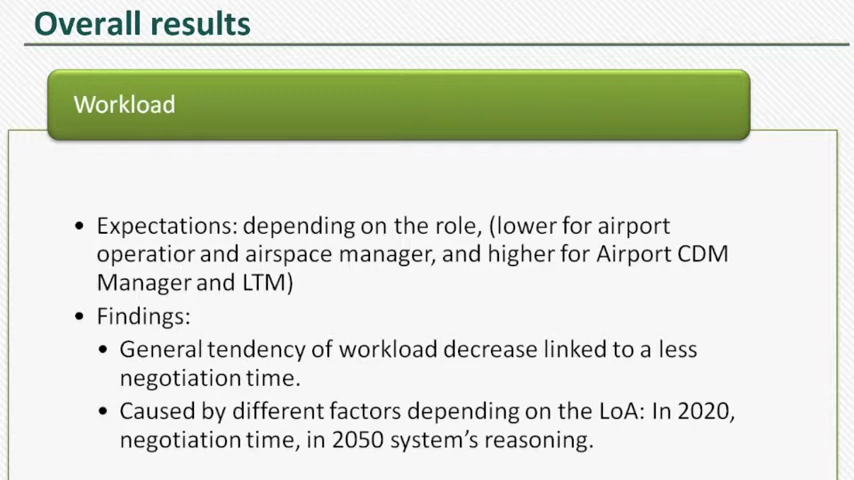 Overall results
Workload
• Expectations: depending on the role, (lower for airport
operatior and airspace manager, and higher for Airport CDM
Manager and LTM)
• Findings:
• General tendency of workload decrease linked to a less
negotiation time.
• Caused by different factors depending on the LoA: In 2020,
negotiation time, in 2050 system's reasoning.